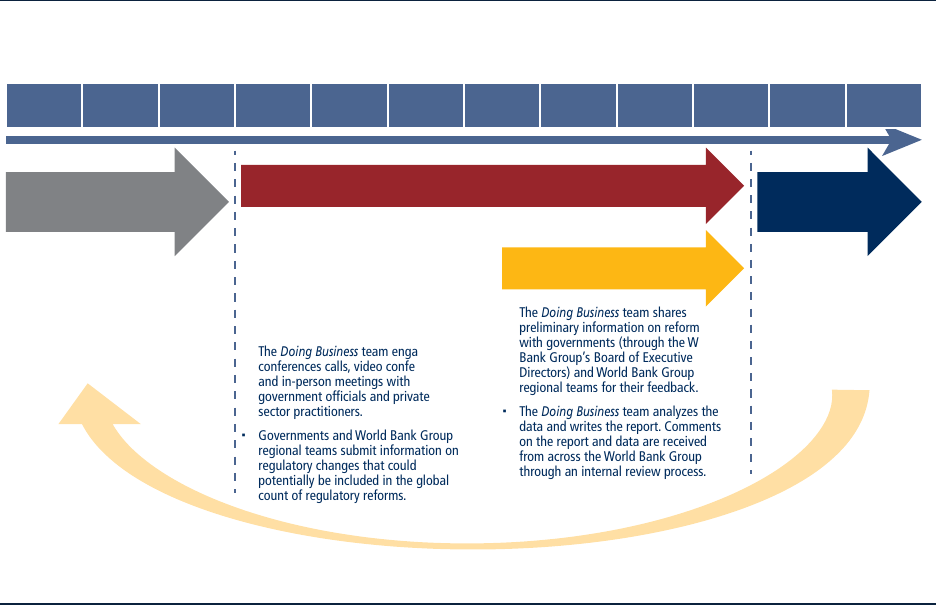 The Doing Business team enga
conferences calls, video confe
and in-person meetings with
government officials and private
sector practitioners.
▪ Governments and World Bank Group
regional teams submit information on
regulatory changes that could
potentially be included in the global
count of regulatory reforms.
The Doing Business team shares
preliminary information on reform
with governments (through the W
Bank Group’s Board of Executive
Directors) and World Bank Group
regional teams for their feedback.
▪ The Doing Business team analyzes the
data and writes the report. Comments
on the report and data are received
from across the World Bank Group
through an internal review process.